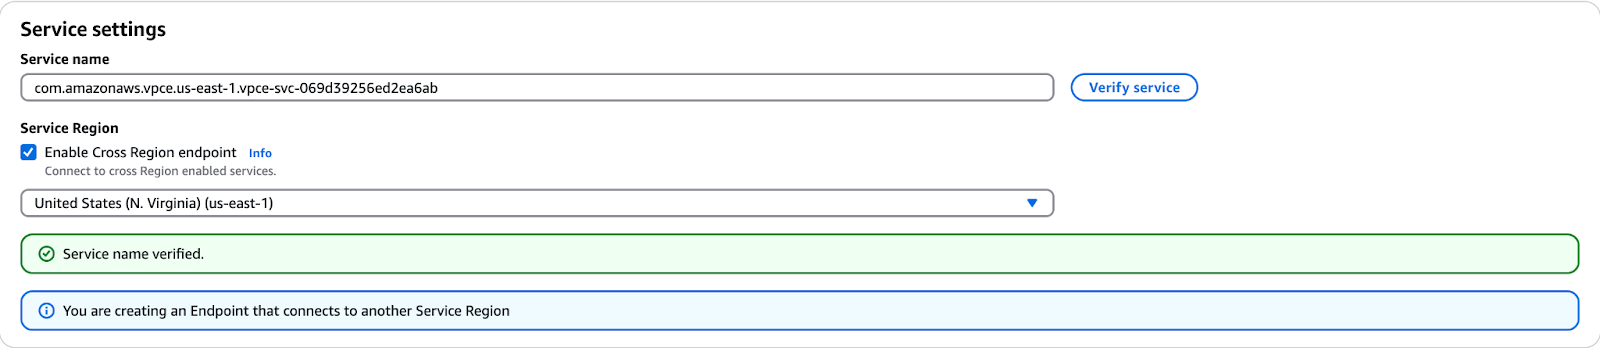 Service settings
Service name
com.amazonaws.vpce.us-east-1.vpce-svc-069d39256ed2ea6ab
Verify service
Service Region
Enable Cross Region endpoint Info
Connect to cross Region enabled services.
United States (N. Virginia) (us-east-1)
Service name verified.
You are creating an Endpoint that connects to another Service Region